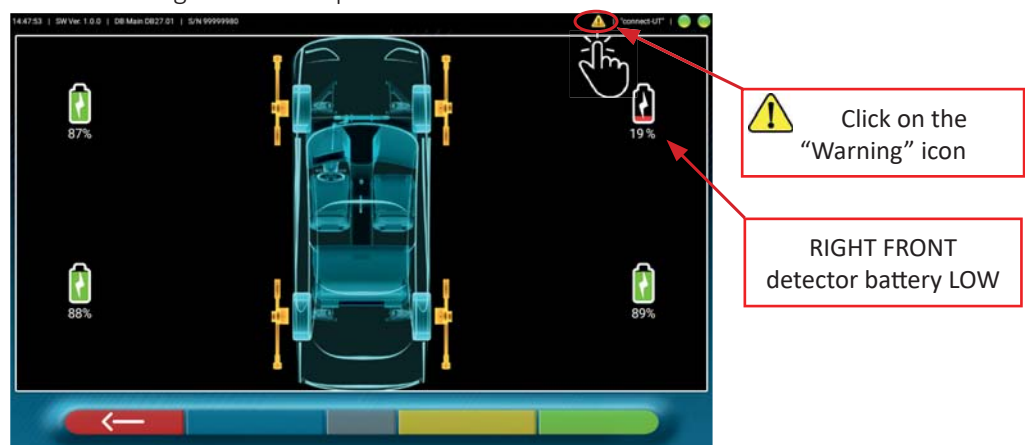 14:47:53 | SW Ver. 1.0.0 | DB Main DB27.01 | S/N 99999980
"connect-UT" |
87%
19 %
88%
89%
Click on the
“Warning” icon
RIGHT FRONT
detector battery LOW